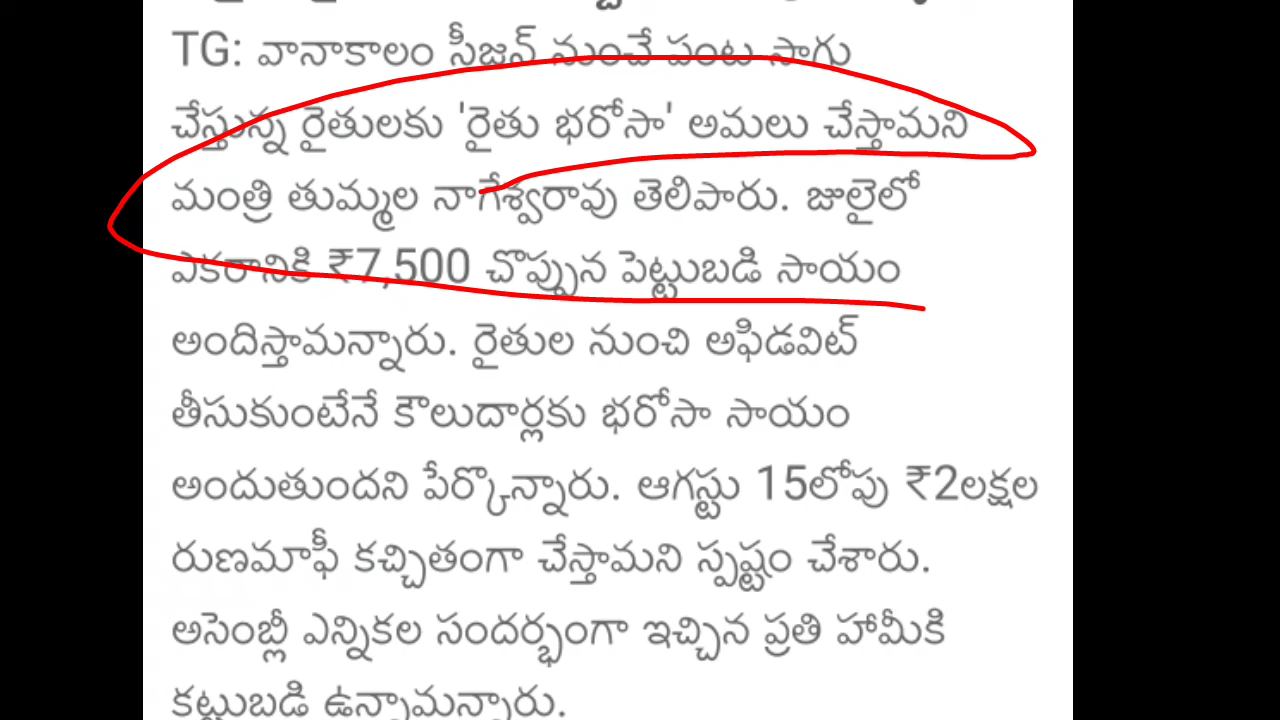 TG: వానాకాలం సీజన్ నుంచే పంట సాగు
చేస్తున్న రైతులకు 'రైతు భరోసా' అమలు చేస్తామని
మంత్రి తుమ్మల నాగేశ్వరావు తెలిపారు. జులైలో
ఎకరానికి ₹7,500 చొప్పున పెట్టుబడి సాయం
అందిస్తామన్నారు. రైతుల నుంచి అఫిడవిట్
తీసుకుంటేనే కౌలుదార్లకు భరోసా సాయం
అందుతుందని పేర్కొన్నారు. ఆగస్టు 15లోపు ₹2లక్షల
రుణమాఫీ కచ్చితంగా చేస్తామని స్పష్టం చేశారు.
అసెంబ్లీ ఎన్నికల సందర్భంగా ఇచ్చిన ప్రతి హామీకి
కట్టుబడి ఉన్నామన్నారు.